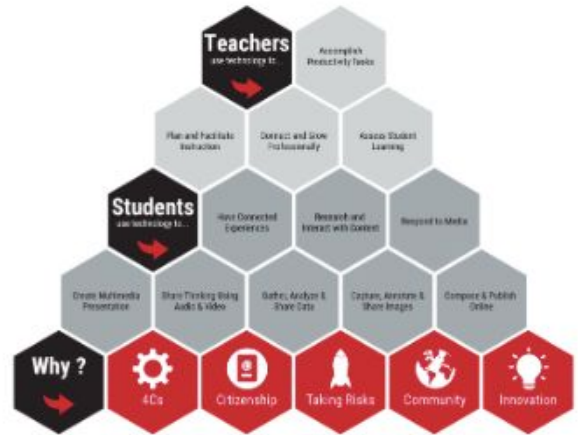 Teachers
use technology to...
Accomplish
Productivity Tasks
Plan and Facilitate
Instruction
Connect and Grow
Professionally
Assess Student
Learning
Students
use technology to...
Have Connected
Experiences
Research and
Interact with Content
Respond to Media
Create Multimedia
Presentation
Share Thinking Using
Audio & Video
Gather, Analyze &
Share Data
Capture, Annotate &
Share Images
Compose & Publish
Online
Why ?
4Cs
Citizenship
Taking Risks
Community
Innovation